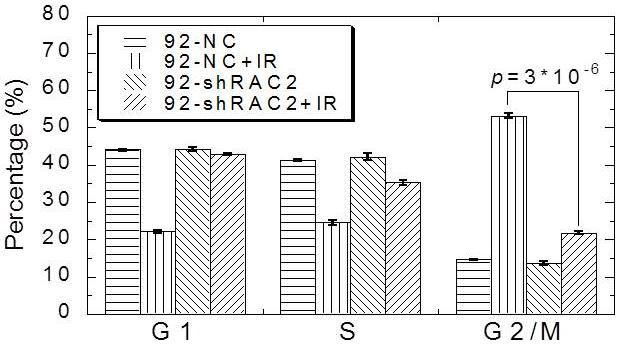 80
70
60
50
40
30
20
10
0
Percentage (%)
92-NC
92-NC+IR
92-shRAC2
92-shRAC2+IR
p=3*10-6
G1
S
G2/M